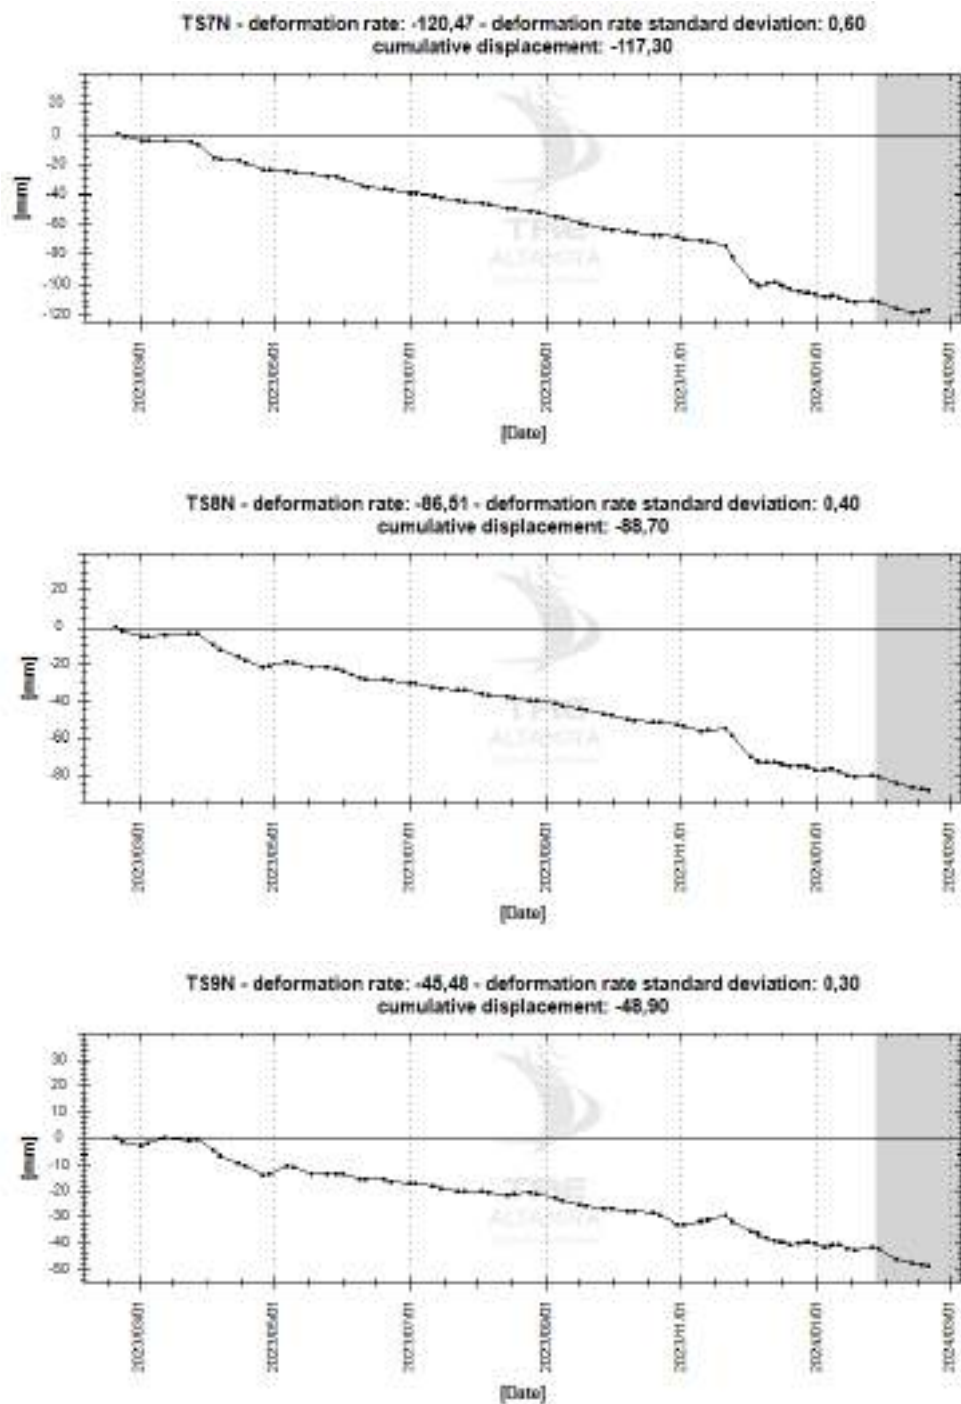 TS7N - deformation rate: -120,47 - deformation rate standard deviation: 0,60
cumulative displacement: -117,30
20
0
-20
-40
-60
-80
-100
-120
[mm]
TRE
ALTAMIRA
2023/03/01
2023/05/01
2023/07/01
2023/09/01
2023/11/01
2024/01/01
2024/03/01
[Date]
TS8N - deformation rate: -86,51 - deformation rate standard deviation: 0,40
cumulative displacement: -88,70
20
0
-20
-40
-60
-80
[mm]
TRE
ALTAMIRA
2023/03/01
2023/05/01
2023/07/01
2023/09/01
2023/11/01
2024/01/01
2024/03/01
[Date]
TS9N - deformation rate: -45,48 - deformation rate standard deviation: 0,30
cumulative displacement: -48,90
30
20
10
0
-10
-20
-30
-40
-50
[mm]
TRE
ALTAMIRA
2023/03/01
2023/05/01
2023/07/01
2023/09/01
2023/11/01
2024/01/01
2024/03/01
[Date]